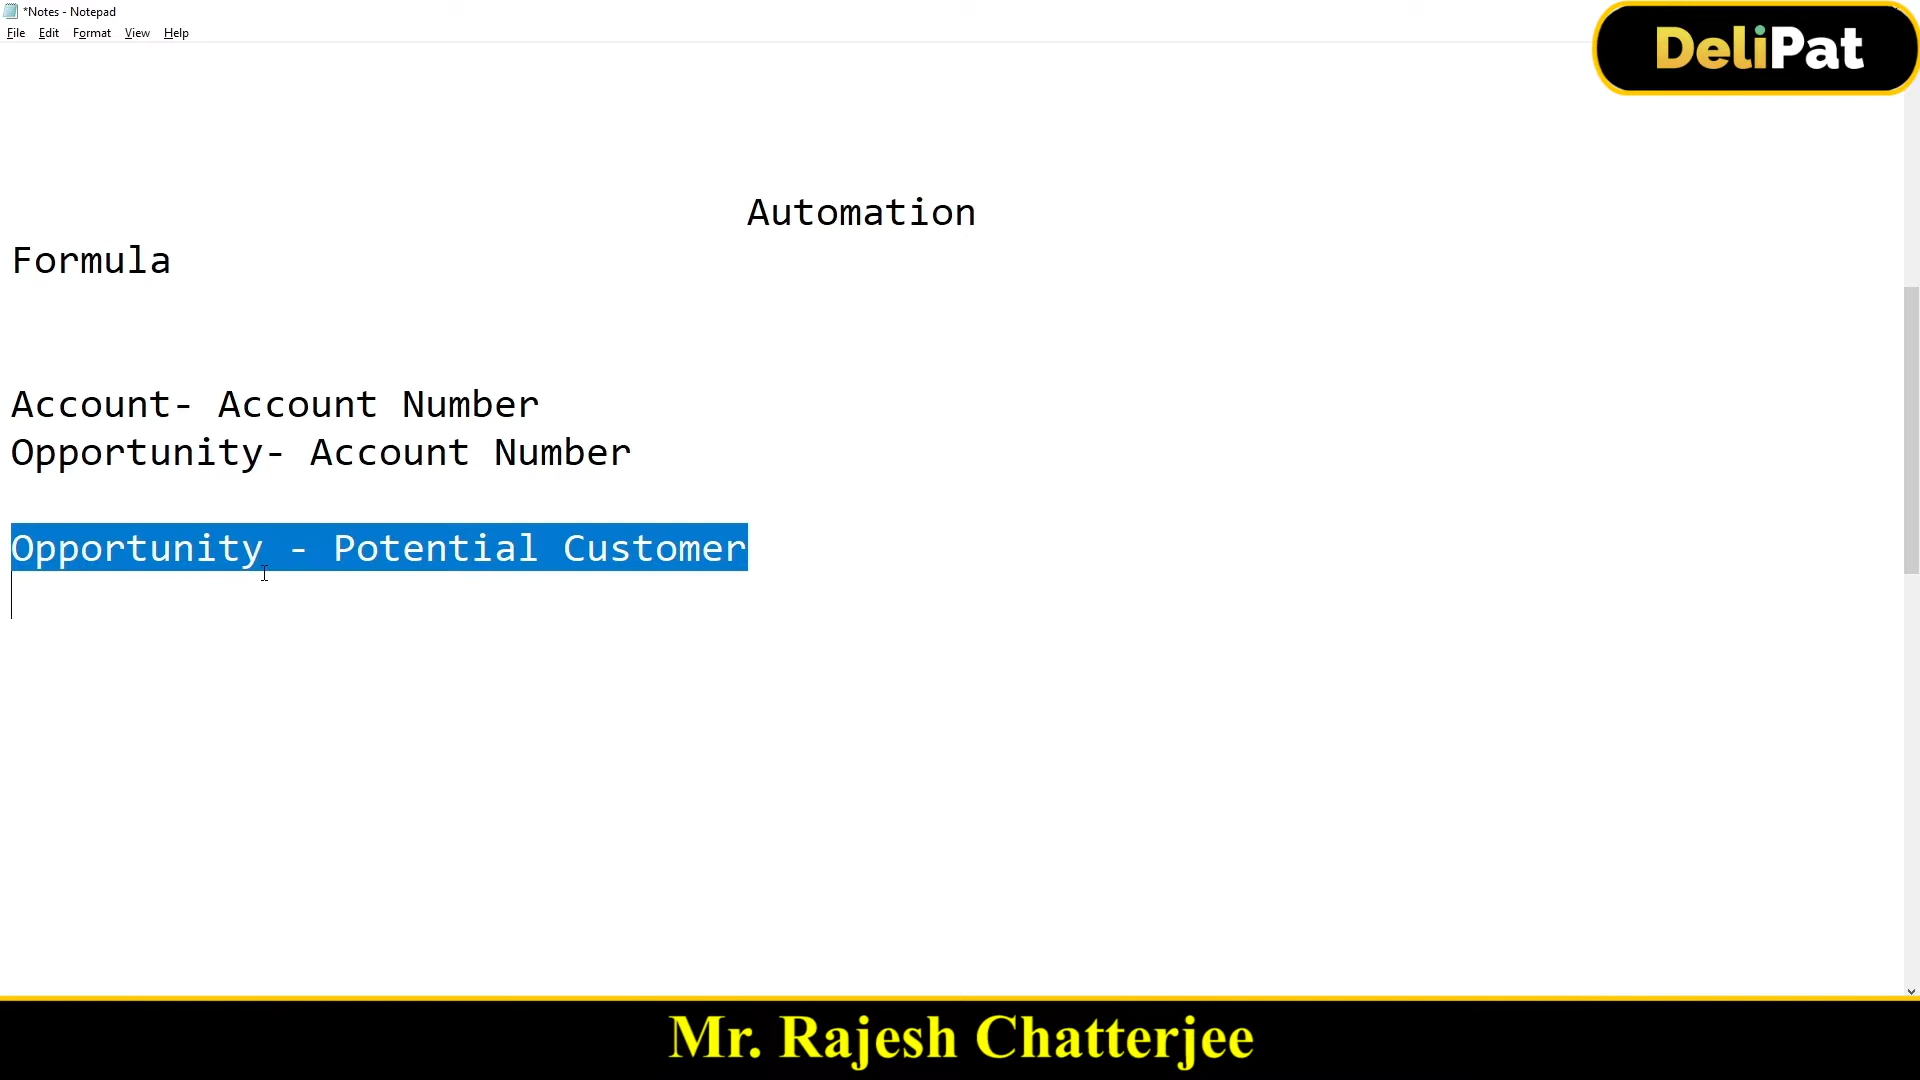 *Notes - Notepad
File Edit Format View Help
DeliPat
Automation
Formula
Account- Account Number
Opportunity- Account Number
Opportunity - Potential Customer
Mr. Rajesh Chatterjee